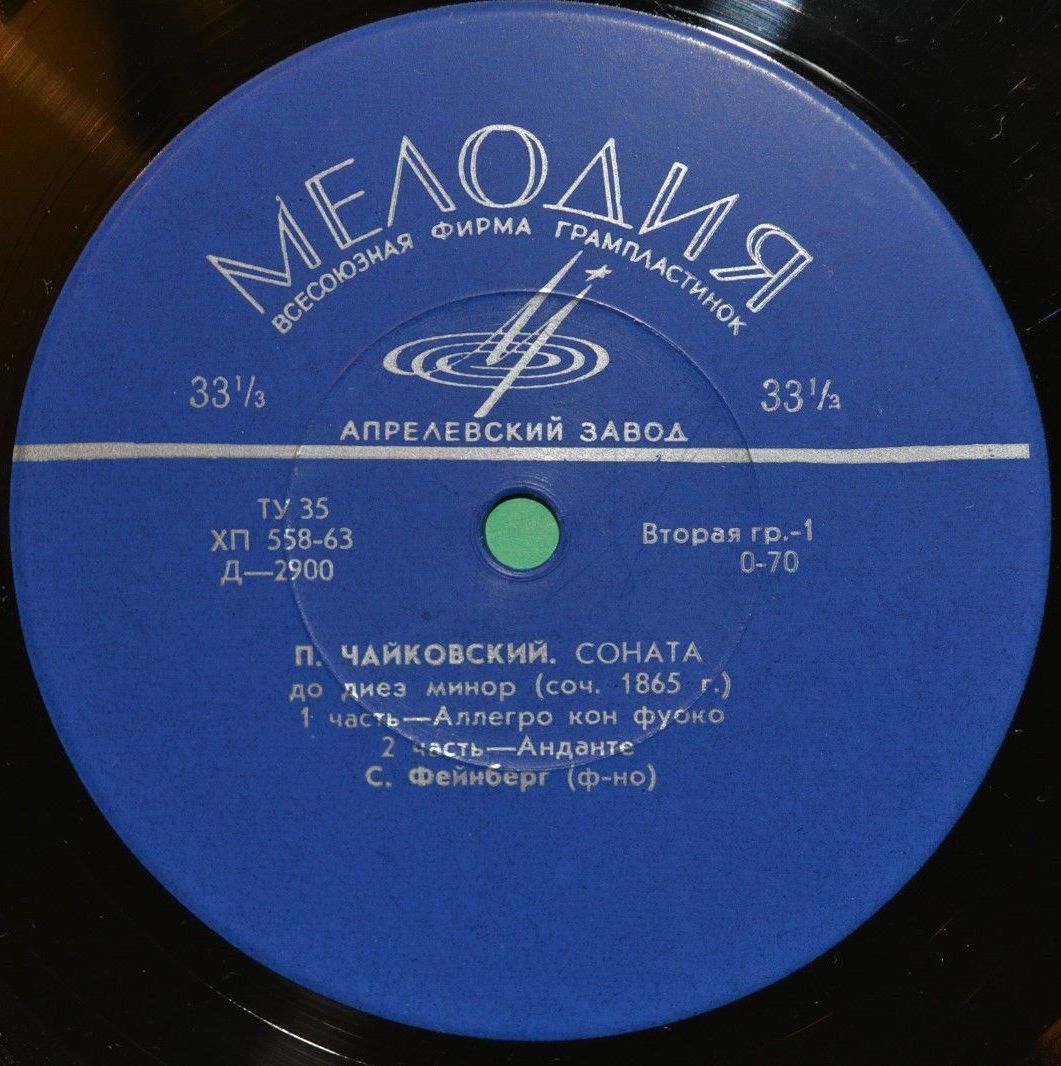 МЕЛОДИЯ
ВСЕСОЮЗНАЯ ФИРМА ГРАМПЛАСТИНОК
33⅓ 33⅓
АПРЕЛЕВСКИЙ ЗАВОД
ТУ 35
ХП 558-63
Д—2900
Вторая гр.-1
0-70
П. ЧАЙКОВСКИЙ. СОНАТА
до диез минор (соч. 1865 г.)
1 часть—Аллегро кон фуоко
2 часть—Анданте
С. Фейнберг (ф-но)